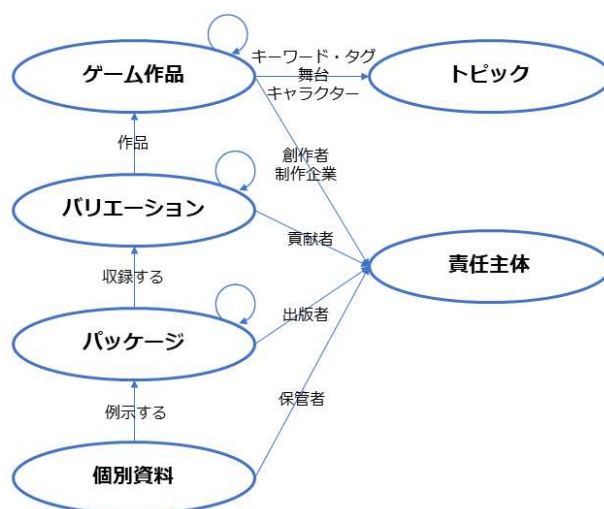 ゲーム作品
キーワード・タグ
舞台
キャラクター
トピック
作品
創作者
制作企業
バリエーション
貢献者
責任主体
収録する
出版者
パッケージ
保管者
例示する
個別資料